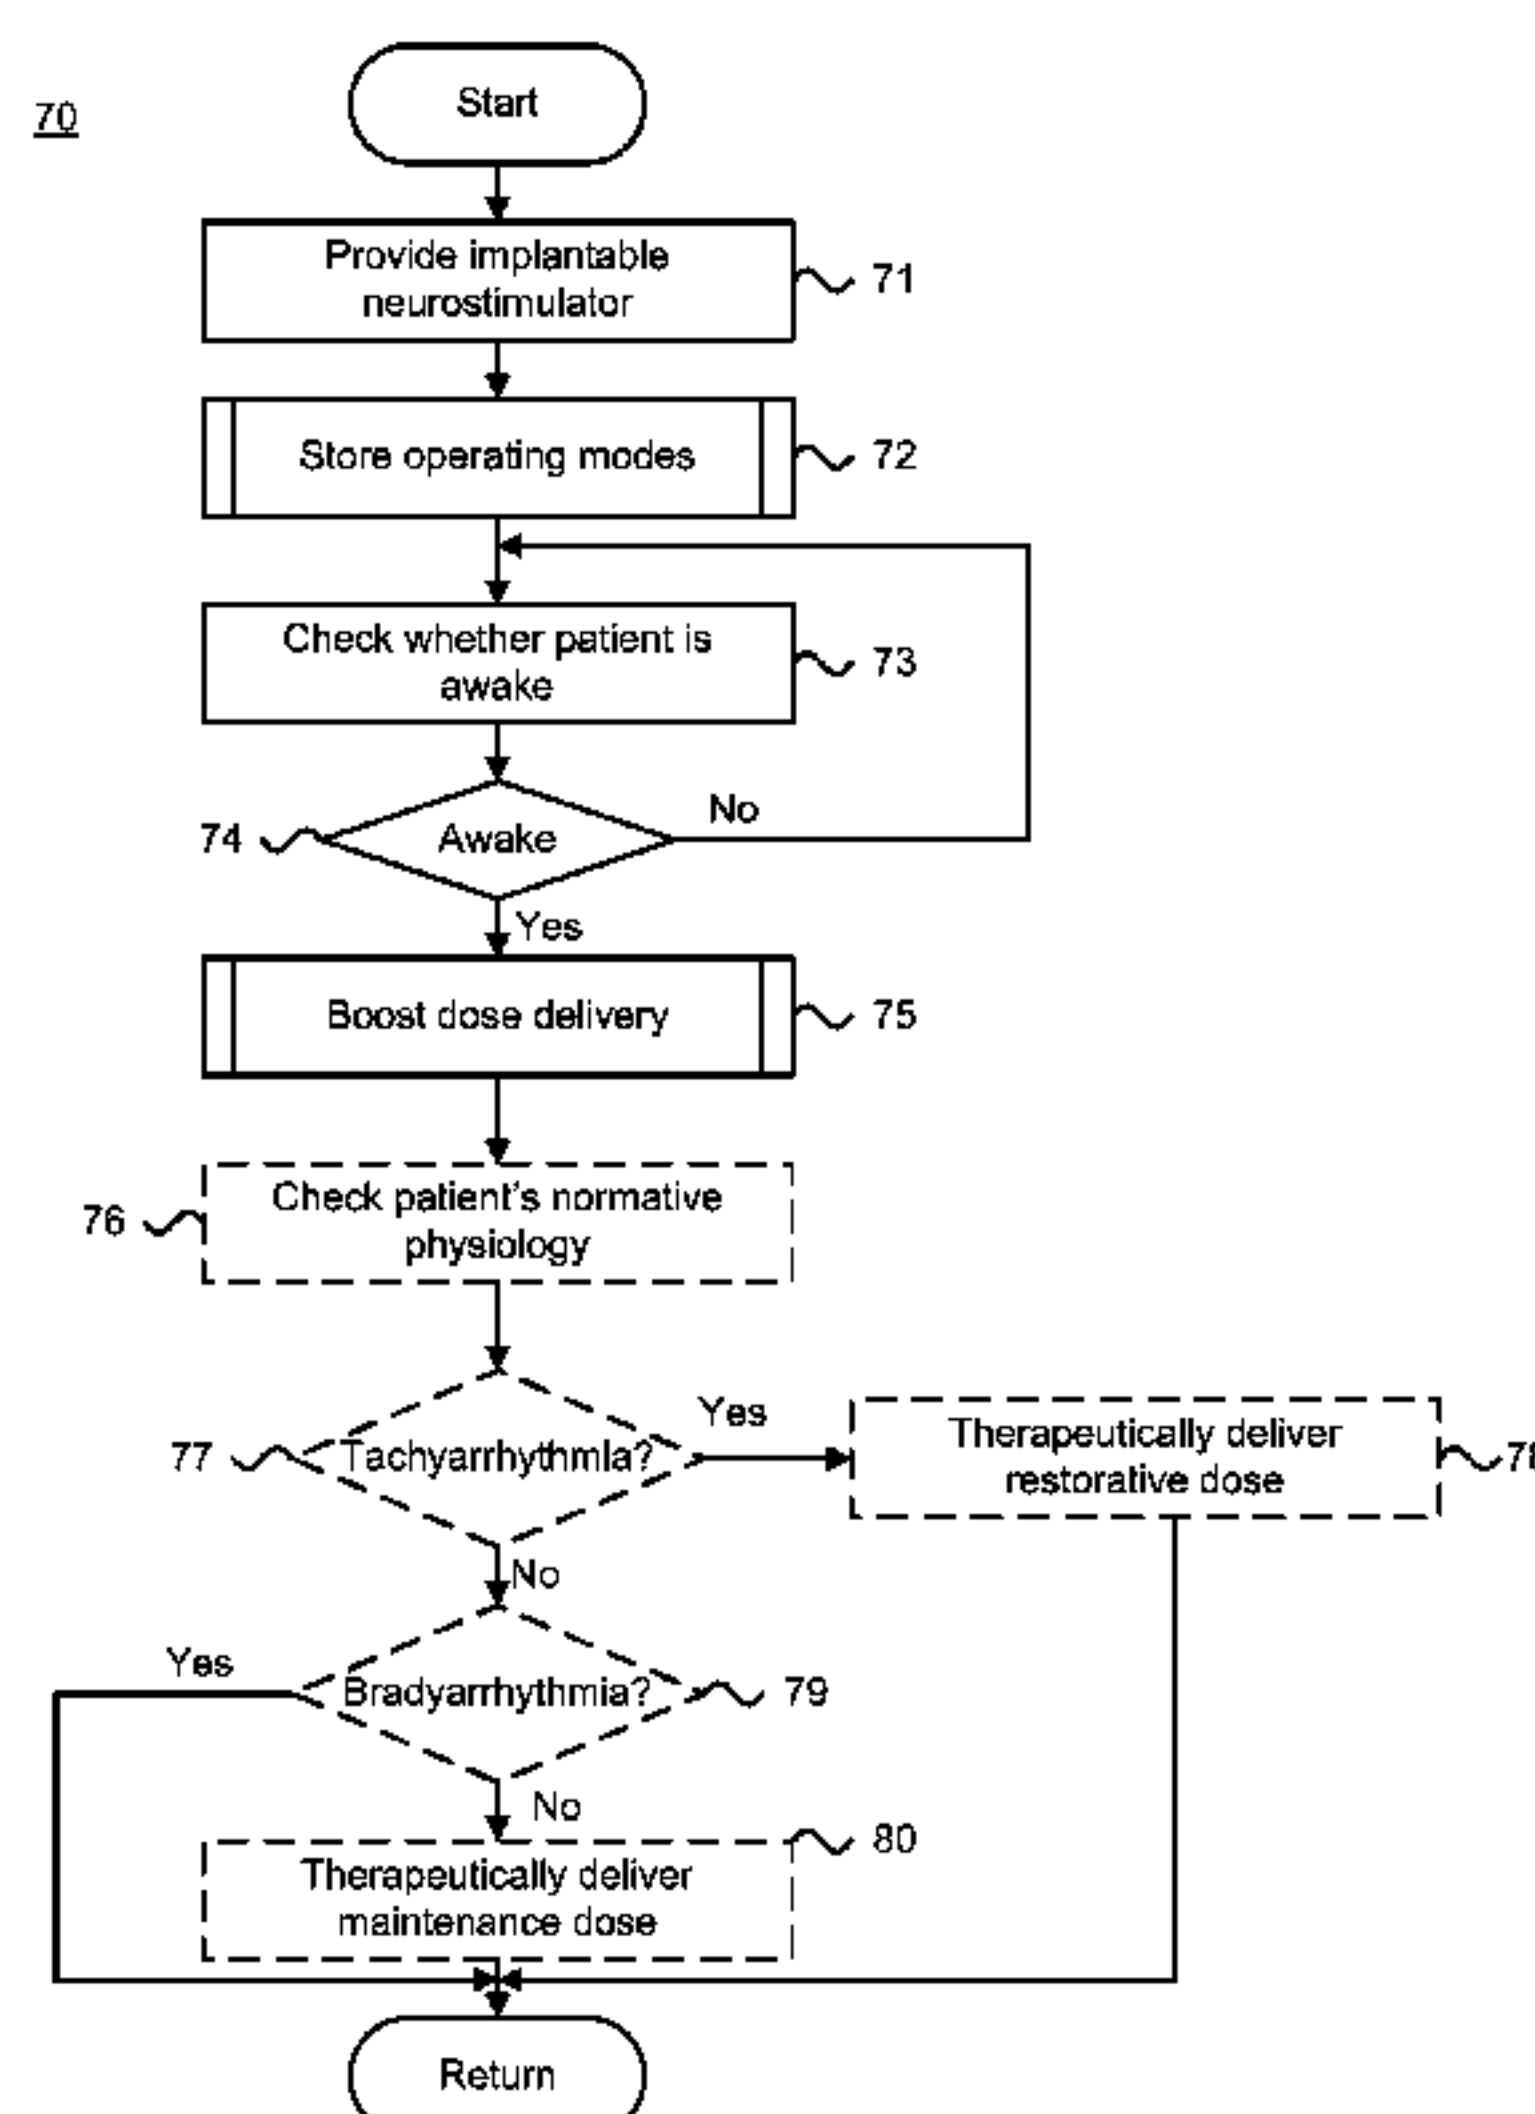 70
Start
Provide implantable
neurostimulator
71
Store operating modes
72
Check whether patient is
awake
73
74
Awake
No
Yes
Boost dose delivery
75
76
Check patient's normative
physiology
77
Tachyarrhythmia?
Yes
Therapeutically deliver
restorative dose
78
No
Yes
Bradyarrhythmia?
79
No
80
Therapeutically deliver
maintenance dose
Return